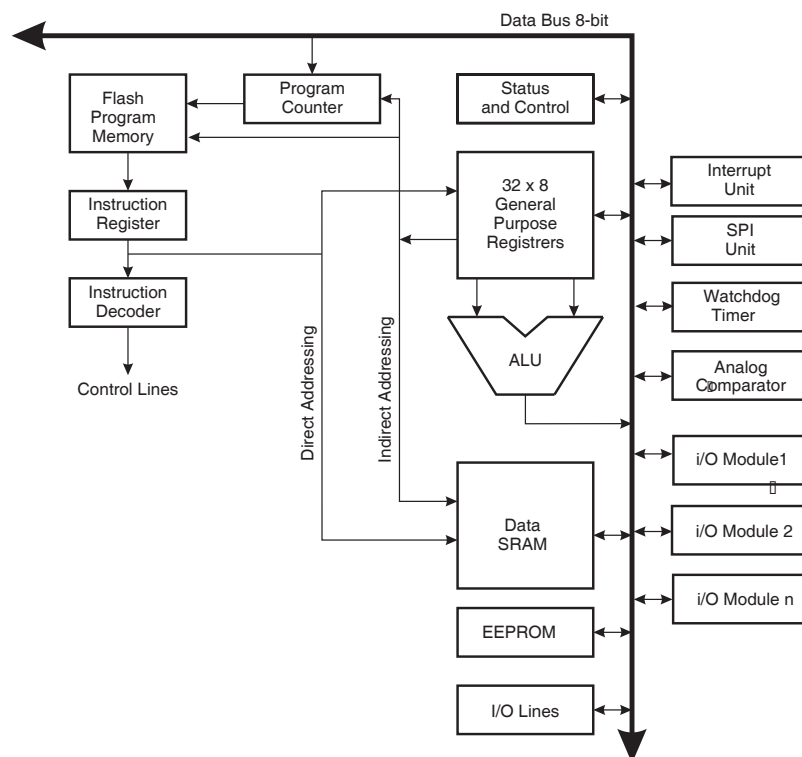 Data Bus 8-bit
Flash
Program
Memory
Program
Counter
Status
and Control
32 x 8
General
Purpose
Registrers
Interrupt
Unit
Instruction
Register
SPI
Unit
Instruction
Decoder
Watchdog
Timer
Direct Addressing
Indirect Addressing
ALU
Analog
Comparator
Control Lines
i/O Module1
Data
SRAM
i/O Module 2
i/O Module n
EEPROM
I/O Lines